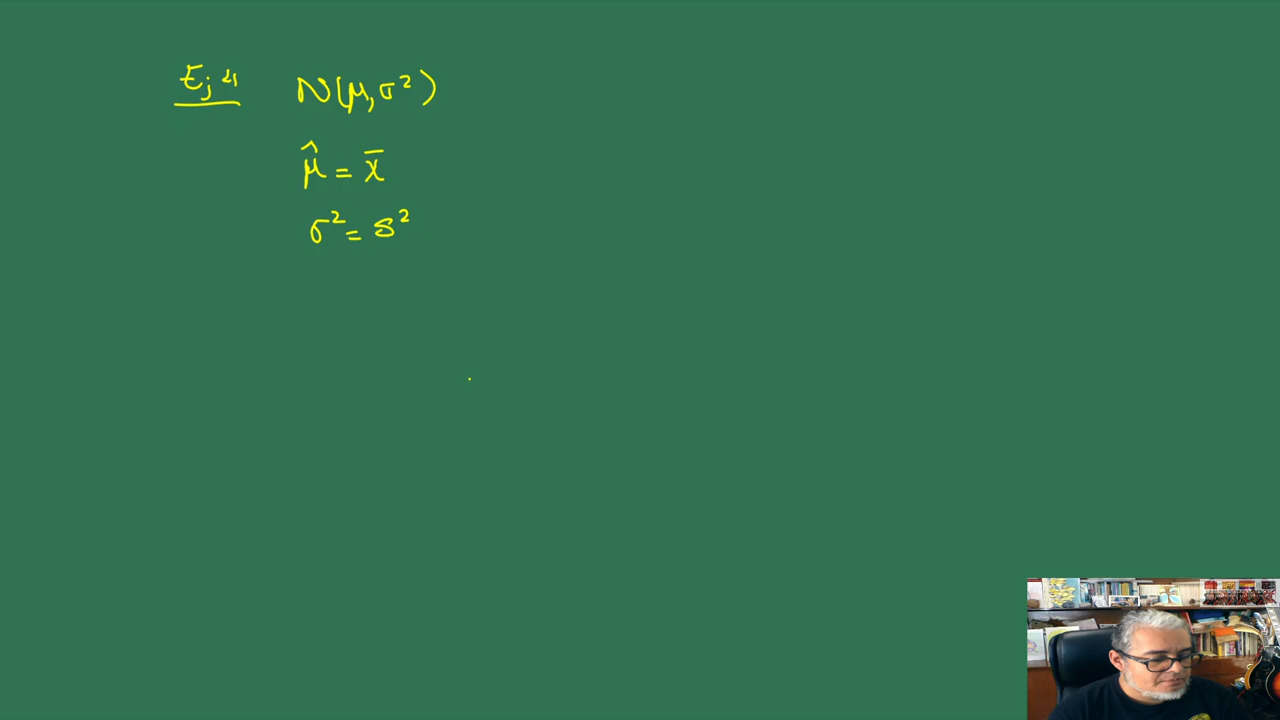 Ej 4 N(μ, σ²)
μ̂ = x̄
σ² = s²